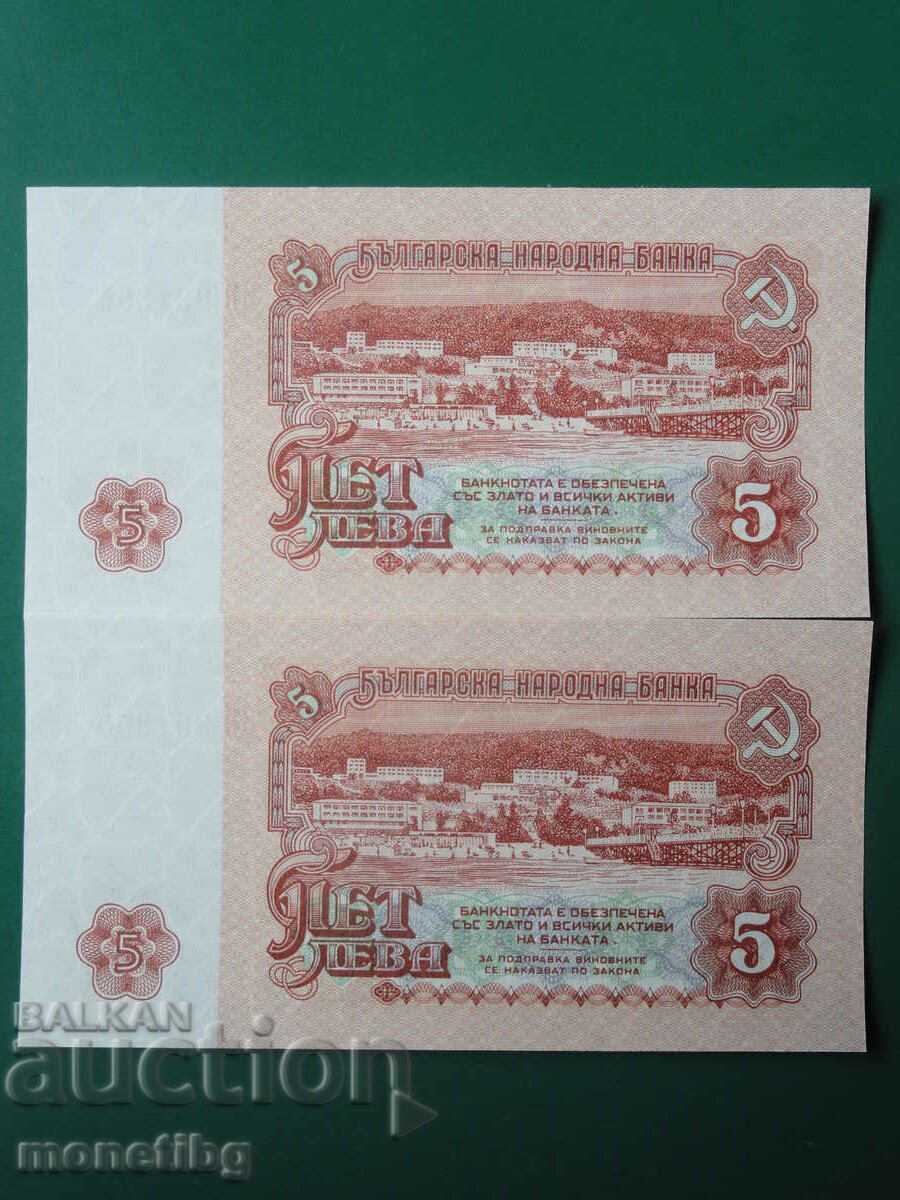 5 БЪЛГАРСКА НАРОДНА БАНКА
ПЕТ
ЛЕВА
БАНКНОТАТА Е ОБЕЗПЕЧЕНА
СЪС ЗЛАТО И ВСИЧКИ АКТИВИ
НА БАНКАТА.
ЗА ПОДПРАВКА ВИНОВНИТЕ
СЕ НАКАЗВАТ ПО ЗАКОНА
5
5
5 БЪЛГАРСКА НАРОДНА БАНКА
ПЕТ
ЛЕВА
БАНКНОТАТА Е ОБЕЗПЕЧЕНА
СЪС ЗЛАТО И ВСИЧКИ АКТИВИ
НА БАНКАТА.
ЗА ПОДПРАВКА ВИНОВНИТЕ
СЕ НАКАЗВАТ ПО ЗАКОНА
5
5
BALKAN
auction
monetibg